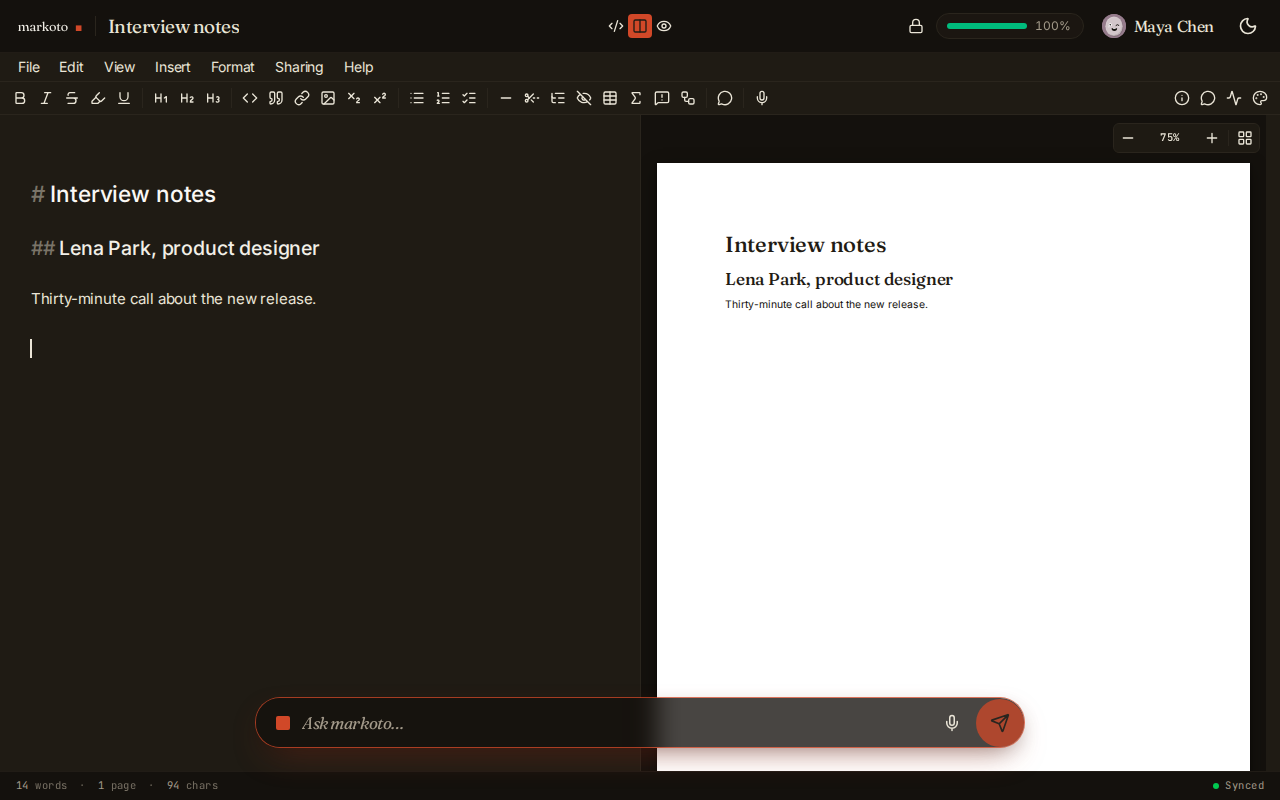 markoto
Interview notes
100%
Maya Chen
File Edit View Insert Format Sharing Help
H1 H2 H3
75%
# Interview notes
## Lena Park, product designer
Thirty-minute call about the new release.
Interview notes
Lena Park, product designer
Thirty-minute call about the new release.
Ask markoto...
14 words · 1 page · 94 chars
Synced